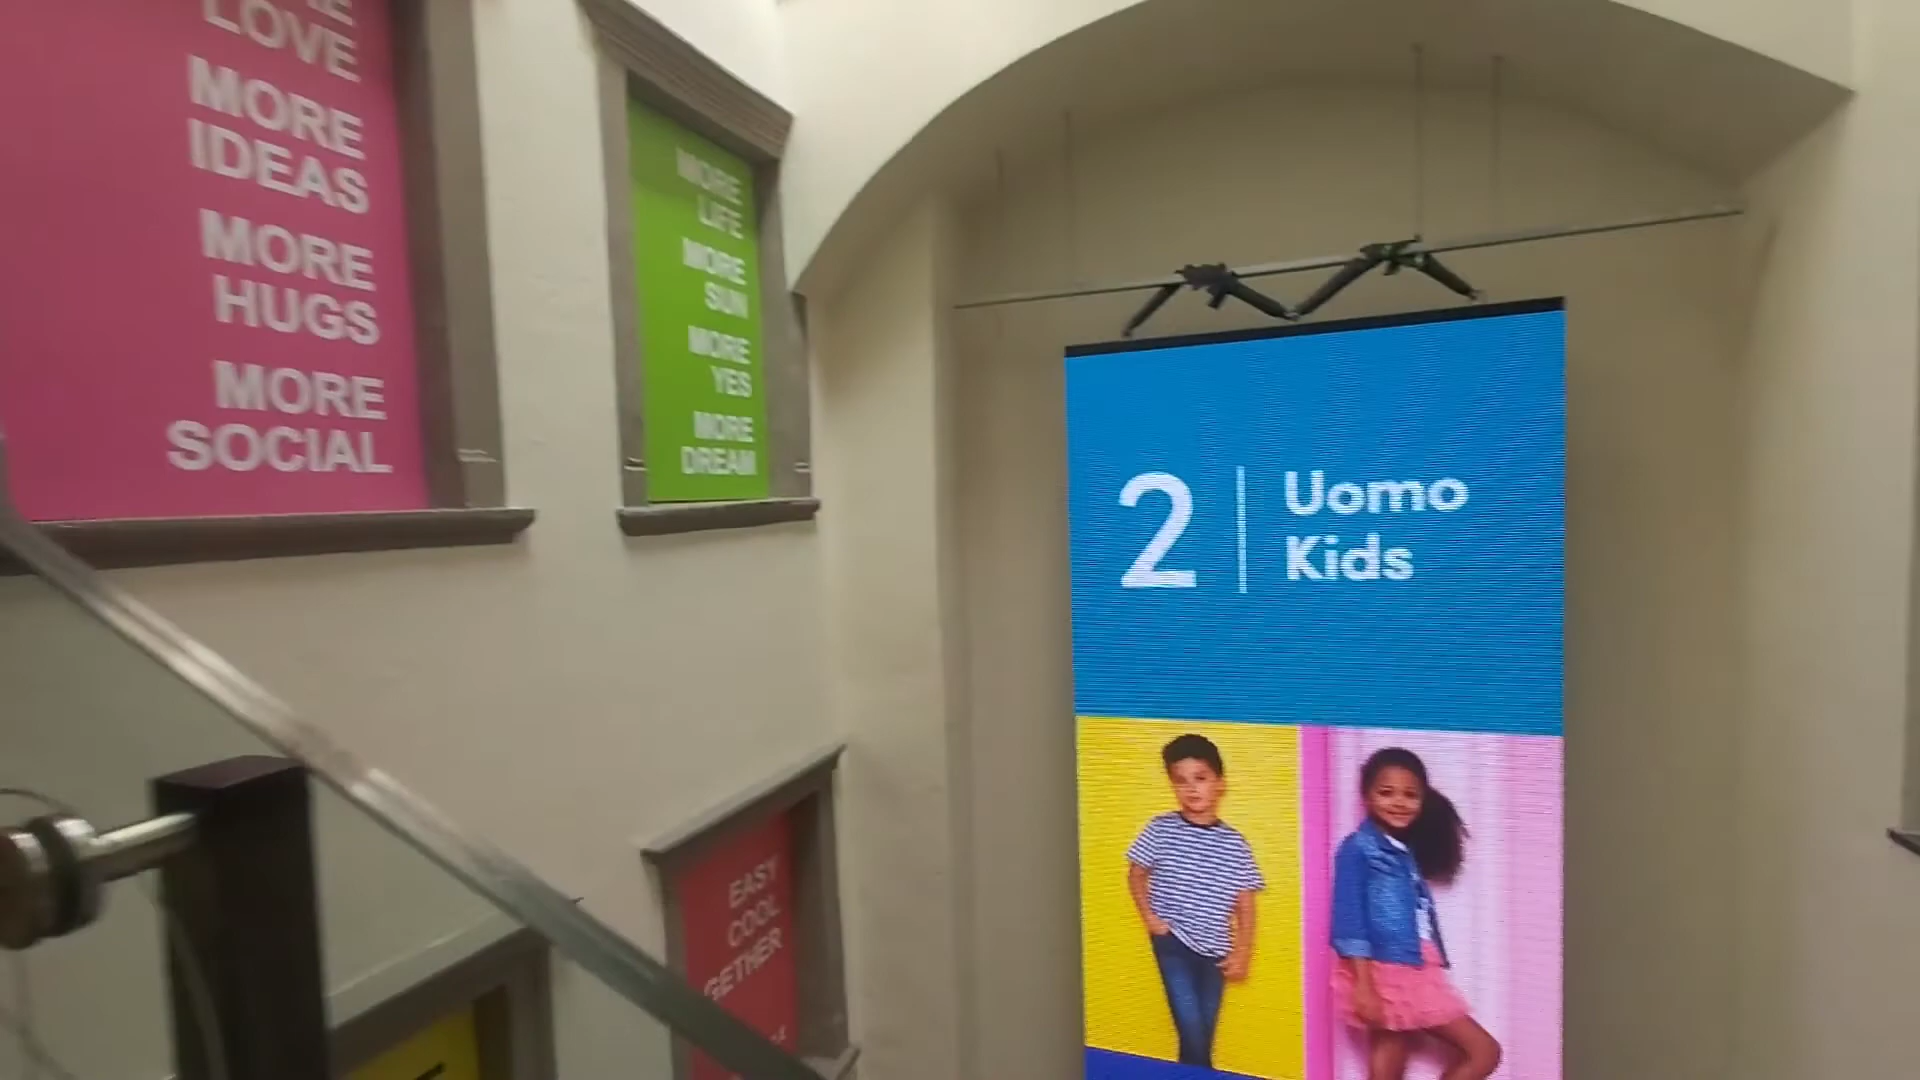 LOVE
MORE
IDEAS
MORE
HUGS
MORE
SOCIAL
MORE
LIFE
MORE
SUN
MORE
YES
MORE
DREAM
2
Uomo
Kids
EASY
COOL
GETHER